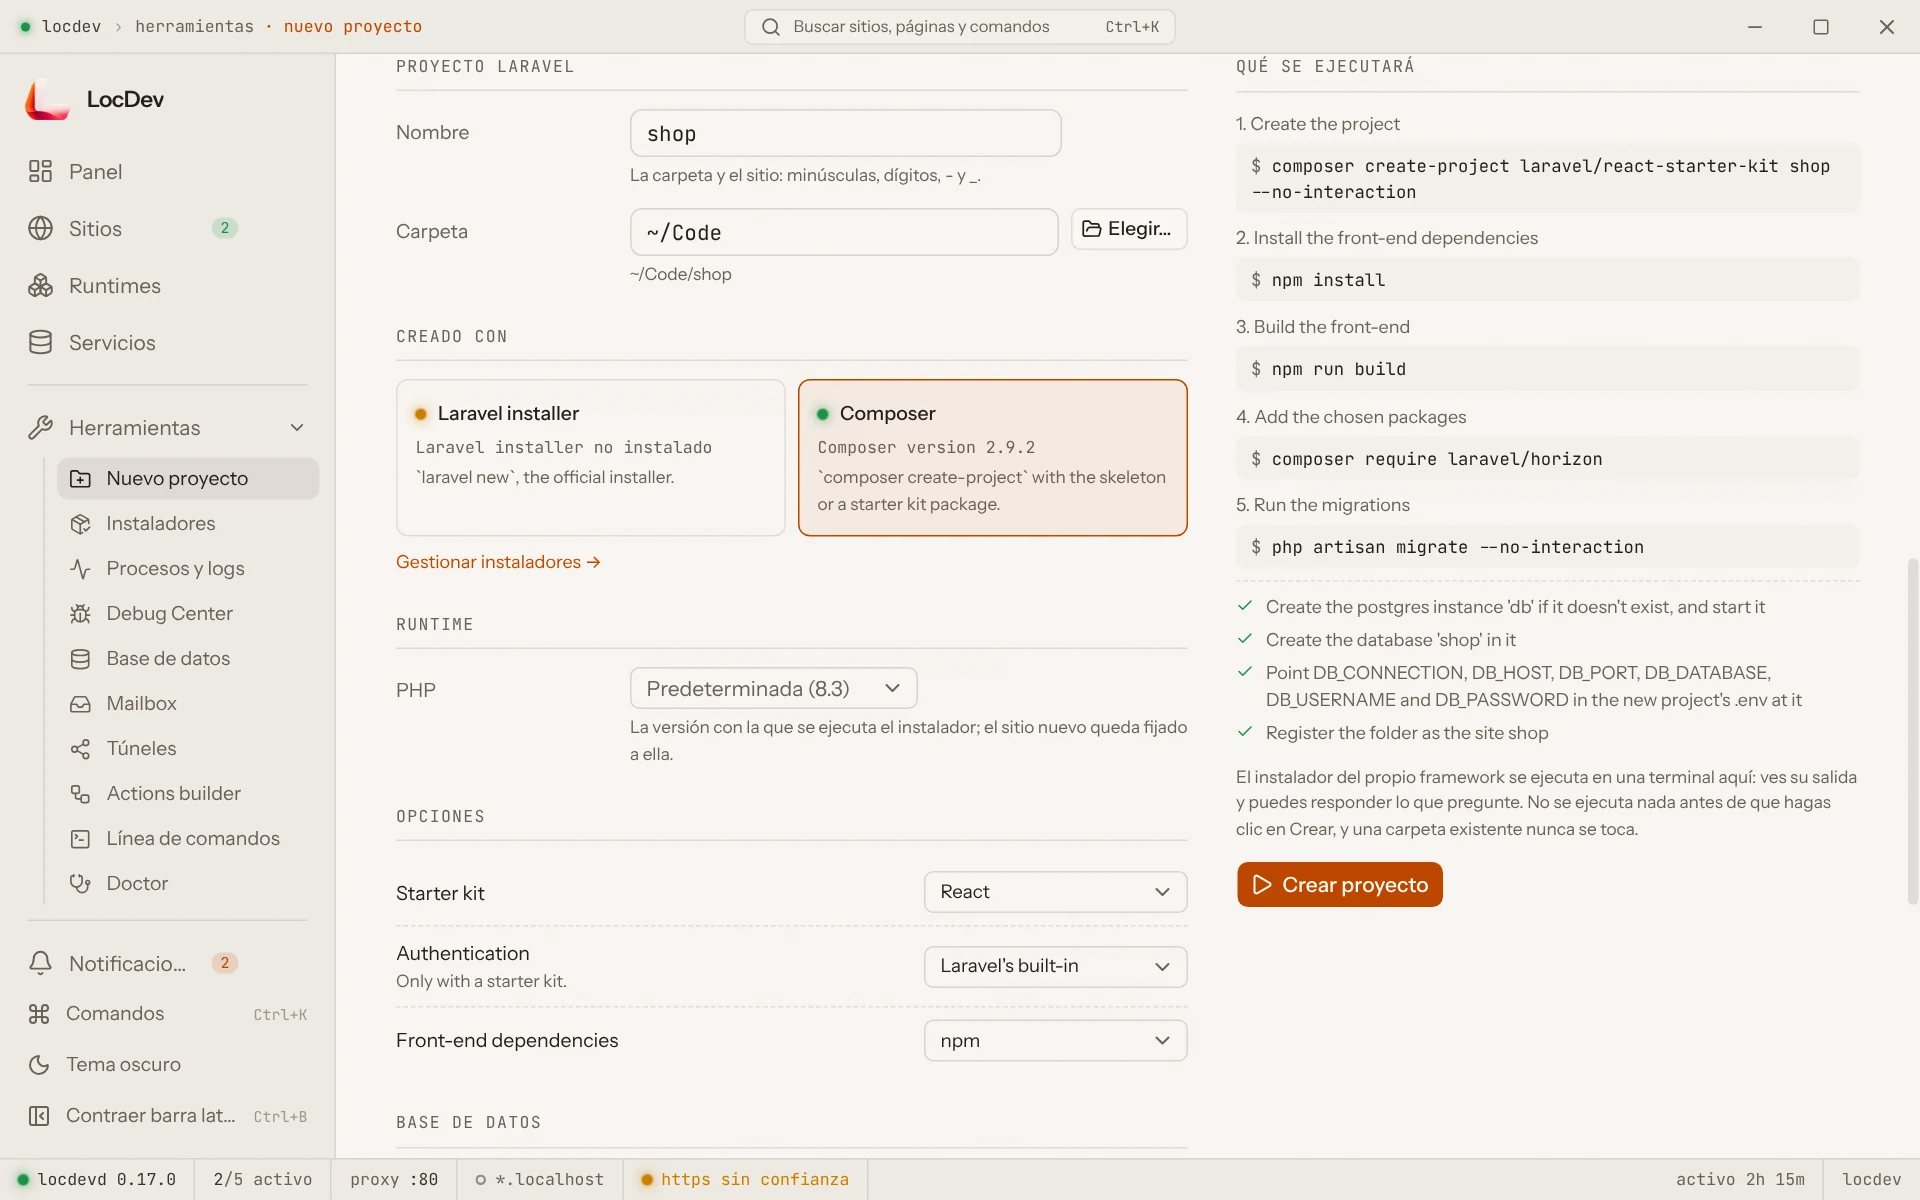 locdev › herramientas · nuevo proyecto
Buscar sitios, páginas y comandos Ctrl+K
LocDev
Panel
Sitios 2
Runtimes
Servicios
Herramientas
Nuevo proyecto
Instaladores
Procesos y logs
Debug Center
Base de datos
Mailbox
Túneles
Actions builder
Línea de comandos
Doctor
Notificacio... 2
Comandos Ctrl+K
Tema oscuro
Contraer barra lat... Ctrl+B
PROYECTO LARAVEL
Nombre
shop
La carpeta y el sitio: minúsculas, dígitos, - y _.
Carpeta
~/Code
Elegir...
~/Code/shop
CREADO CON
Laravel installer
Laravel installer no instalado
`laravel new`, the official installer.
Composer
Composer version 2.9.2
`composer create-project` with the skeleton
or a starter kit package.
Gestionar instaladores →
RUNTIME
PHP
Predeterminada (8.3)
La versión con la que se ejecuta el instalador; el sitio nuevo queda fijado
a ella.
OPCIONES
Starter kit
React
Authentication
Only with a starter kit.
Laravel's built-in
Front-end dependencies
npm
BASE DE DATOS
QUÉ SE EJECUTARÁ
1. Create the project
$ composer create-project laravel/react-starter-kit shop
--no-interaction
2. Install the front-end dependencies
$ npm install
3. Build the front-end
$ npm run build
4. Add the chosen packages
$ composer require laravel/horizon
5. Run the migrations
$ php artisan migrate --no-interaction
Create the postgres instance 'db' if it doesn't exist, and start it
Create the database 'shop' in it
Point DB_CONNECTION, DB_HOST, DB_PORT, DB_DATABASE,
DB_USERNAME and DB_PASSWORD in the new project's .env at it
Register the folder as the site shop
El instalador del propio framework se ejecuta en una terminal aquí: ves su salida
y puedes responder lo que pregunte. No se ejecuta nada antes de que hagas
clic en Crear, y una carpeta existente nunca se toca.
Crear proyecto
locdevd 0.17.0
2/5 activo
proxy :80
*.localhost
https sin confianza
activo 2h 15m
locdev